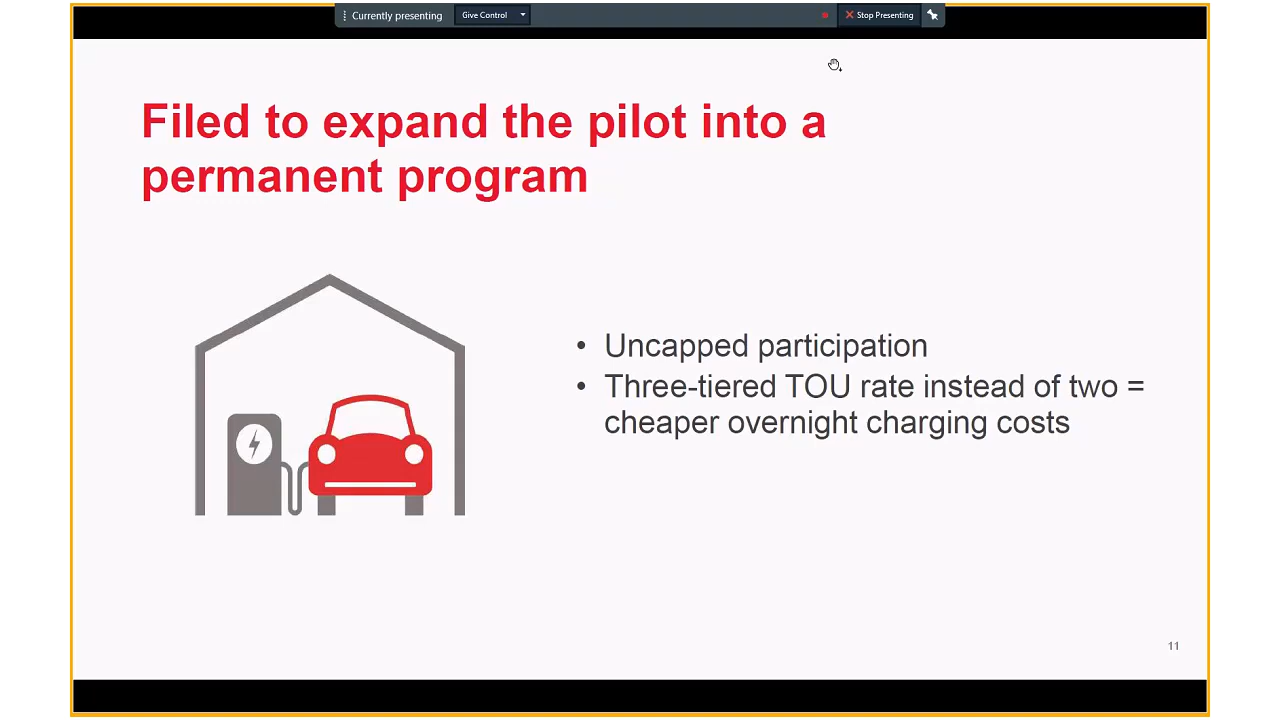 Currently presenting Give Control Stop Presenting
Filed to expand the pilot into a
permanent program
• Uncapped participation
• Three-tiered TOU rate instead of two =
cheaper overnight charging costs
11